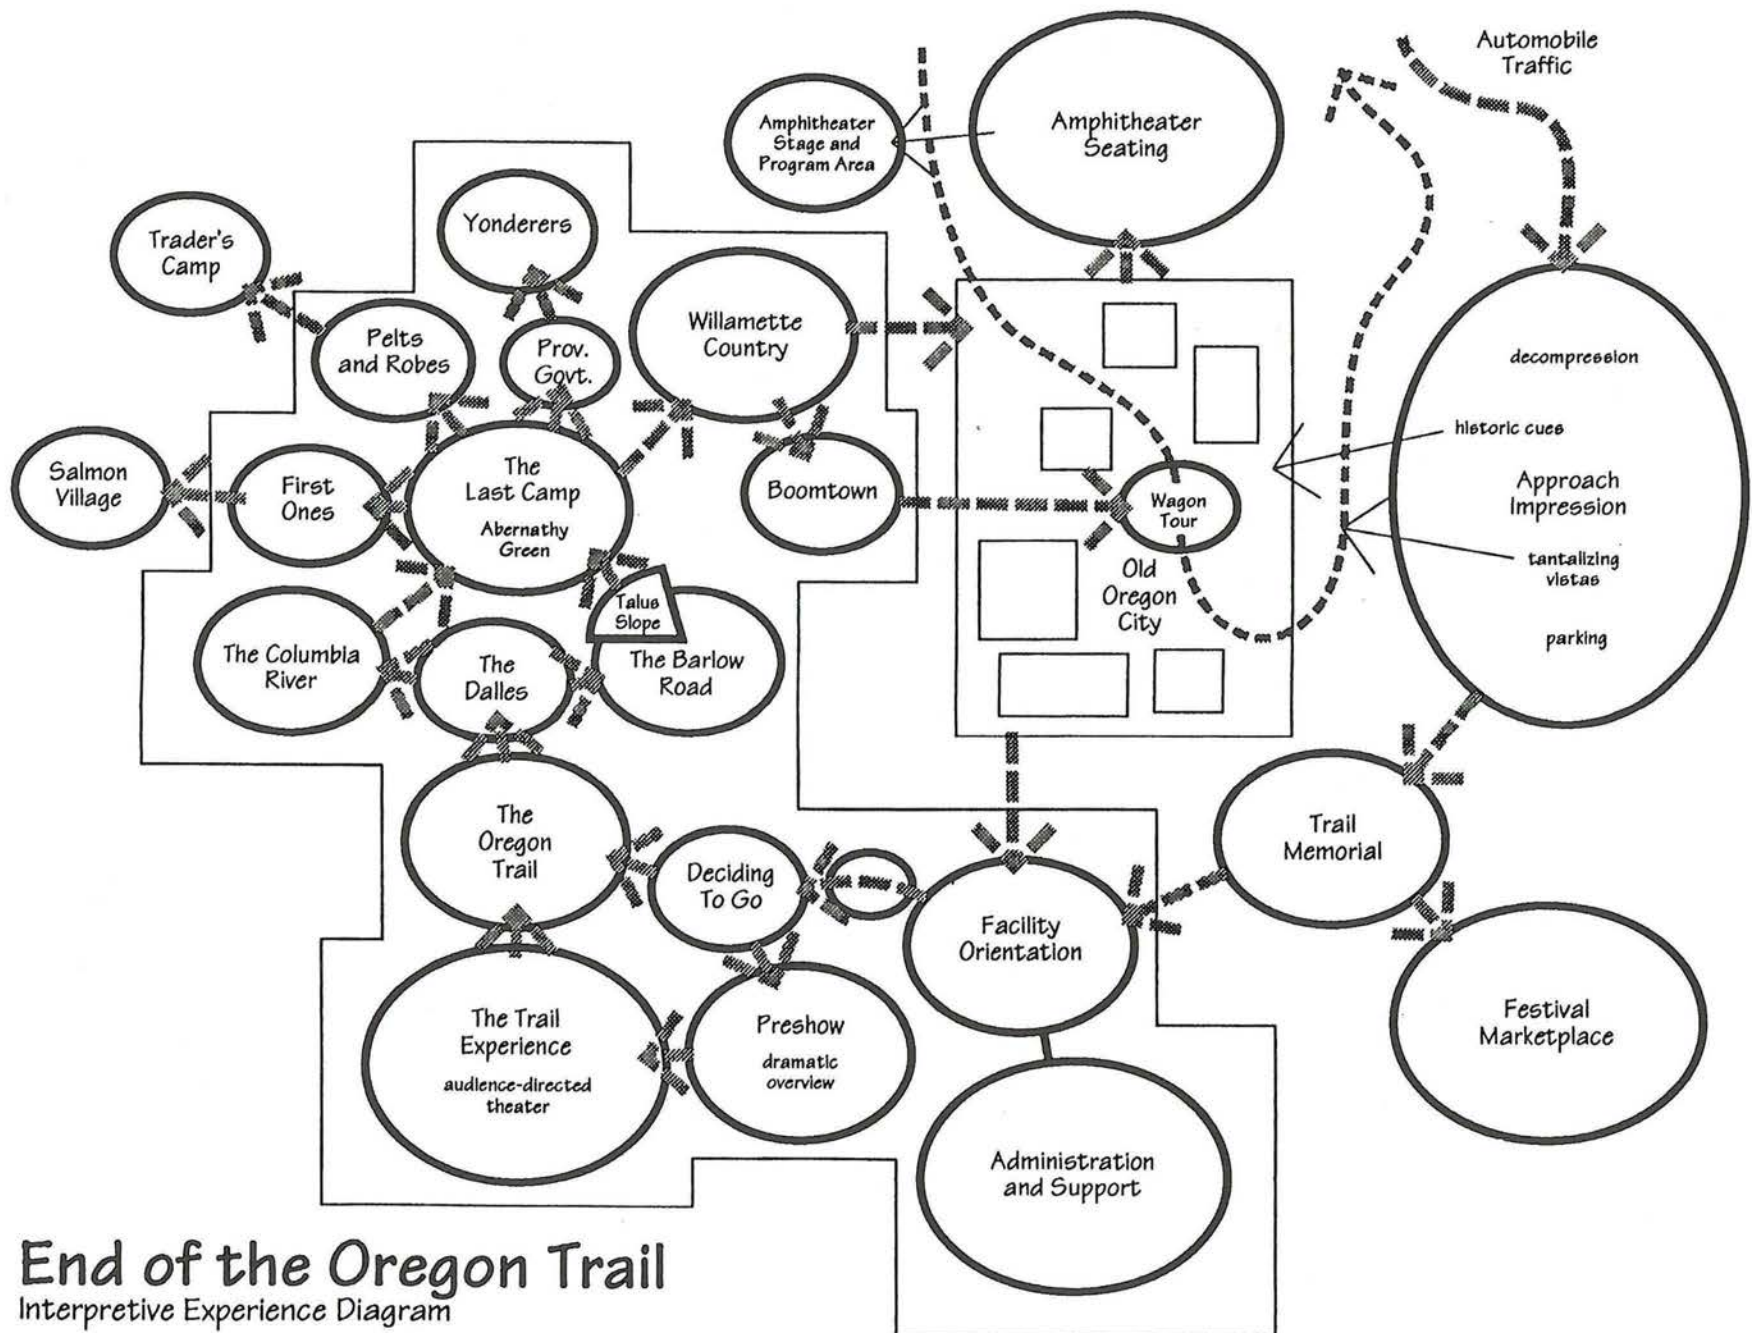 Automobile
Traffic
Amphitheater
Stage and
Program Area
Amphitheater
Seating
Yonderers
Trader's
Camp
Pelts
and Robes
Prov.
Govt.
Willamette
Country
decompression
historic cues
Approach
Impression
tantalizing
vistas
parking
Salmon
Village
First
Ones
The
Last Camp
Abernathy
Green
Boomtown
Wagon
Tour
Old
Oregon
City
Talus
Slope
The Columbia
River
The
Dalles
The Barlow
Road
The
Oregon
Trail
Deciding
To Go
Facility
Orientation
Trail
Memorial
Festival
Marketplace
The Trail
Experience
audience-directed
theater
Preshow
dramatic
overview
Administration
and Support
End of the Oregon Trail
Interpretive Experience Diagram